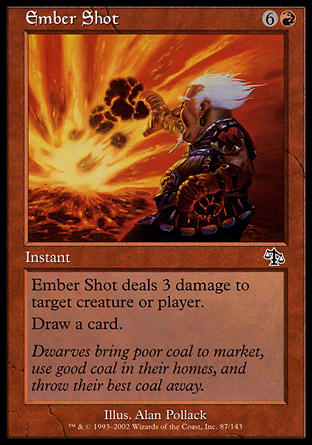 Ember Shot 6
Instant
Ember Shot deals 3 damage to
target creature or player.
Draw a card.
Dwarves bring poor coal to market,
use good coal in their homes, and
throw their best coal away.
Illus. Alan Pollack
™ & © 1993-2002 Wizards of the Coast, Inc. 87/143